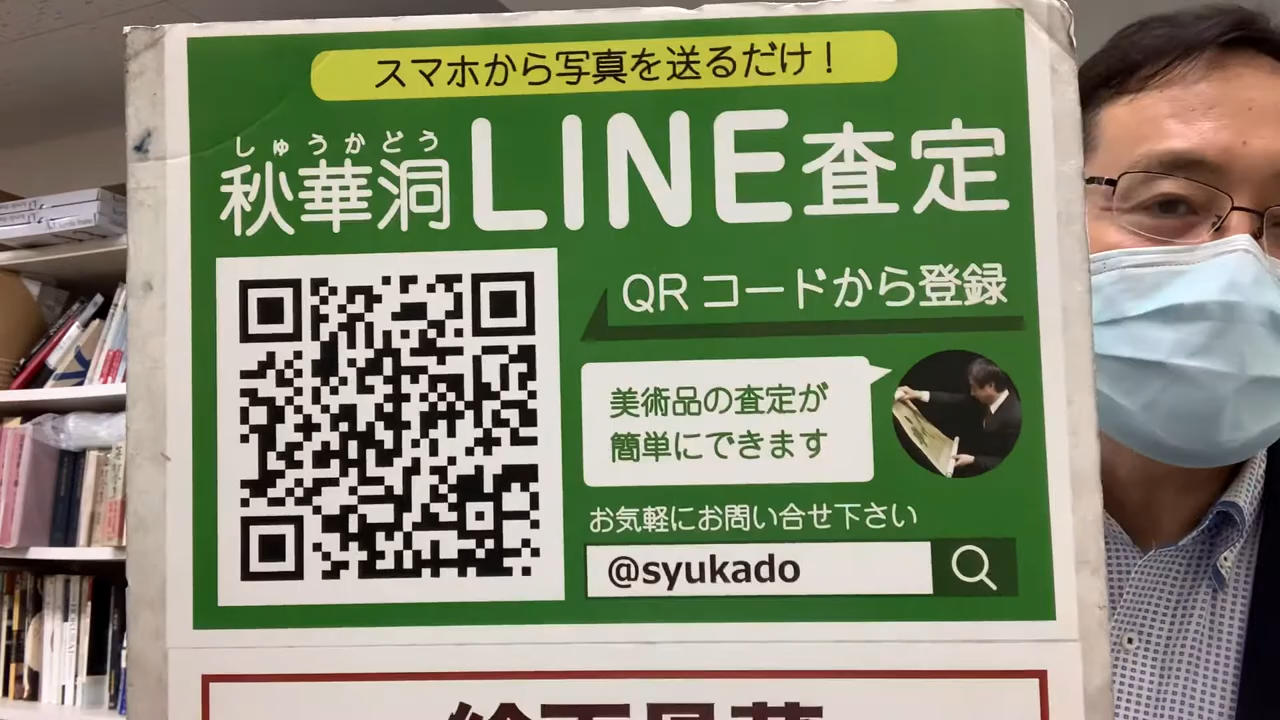 スマホから写真を送るだけ！
しゅうかどう
秋華洞LINE査定
QRコードから登録
美術品の査定が
簡単にできます
お気軽にお問い合せ下さい
@syukado